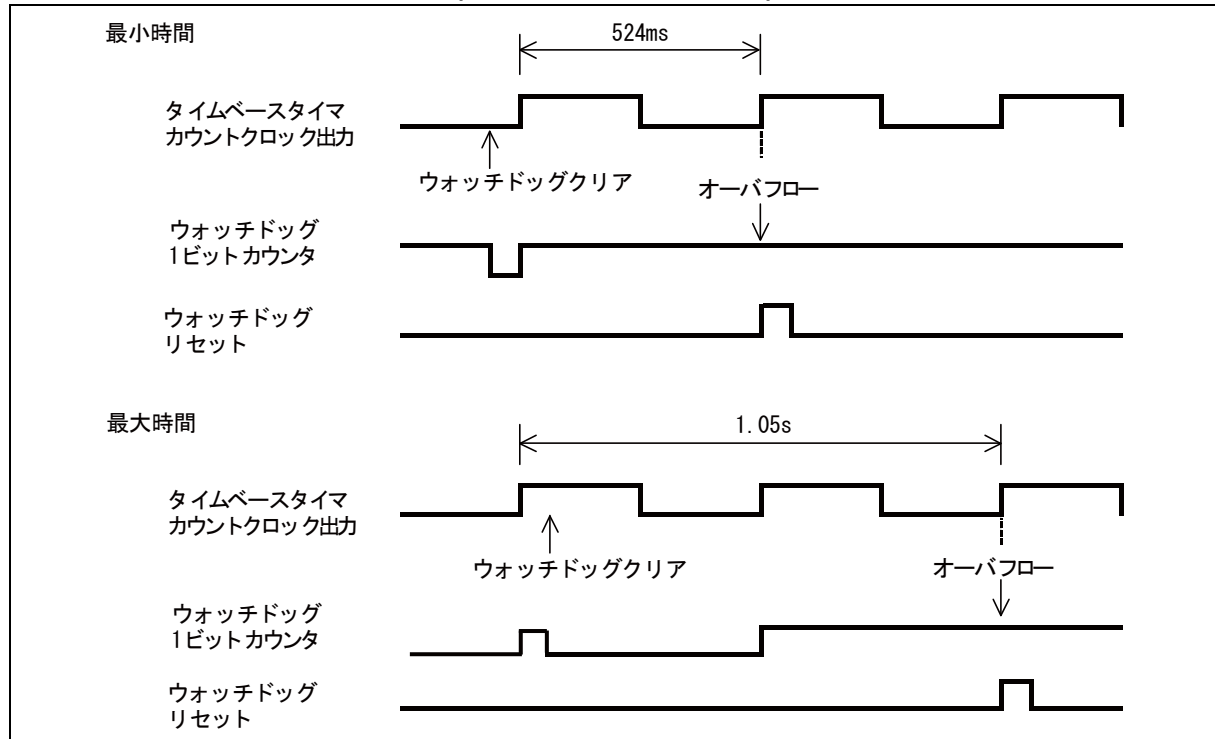 最小時間
524ms
タイムベースタイマ
カウントクロック出力
ウォッチドッグクリア
オーバフロー
ウォッチドッグ
1ビットカウンタ
ウォッチドッグ
リセット
最大時間
1.05s
タイムベースタイマ
カウントクロック出力
ウォッチドッグクリア
オーバフロー
ウォッチドッグ
1ビットカウンタ
ウォッチドッグ
リセット